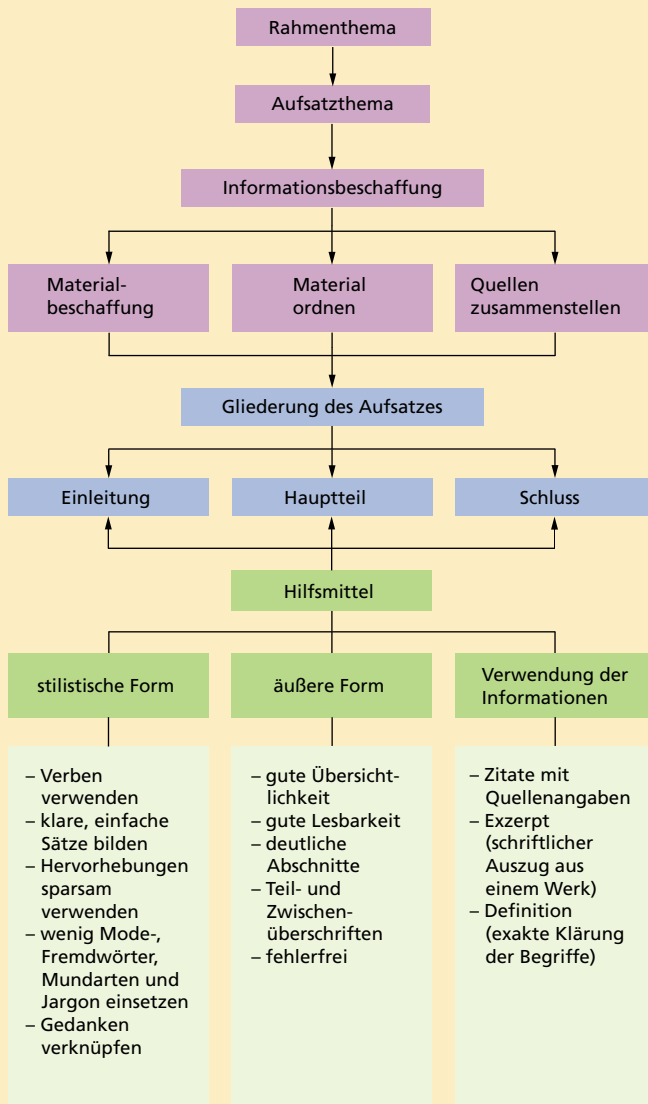 Rahmenthema
Aufsatzthema
Informationsbeschaffung
Material-
beschaffung
Material
ordnen
Quellen
zusammenstellen
Gliederung des Aufsatzes
Einleitung
Hauptteil
Schluss
Hilfsmittel
stilistische Form
äußere Form
Verwendung der
Informationen
– Verben
verwenden
– klare, einfache
Sätze bilden
– Hervorhebungen
sparsam
verwenden
– wenig Mode-,
Fremdwörter,
Mundarten und
Jargon einsetzen
– Gedanken
verknüpfen
– gute Übersicht-
lichkeit
– gute Lesbarkeit
– deutliche
Abschnitte
– Teil- und
Zwischen-
überschriften
– fehlerfrei
– Zitate mit
Quellenangaben
– Exzerpt
(schriftlicher
Auszug aus
einem Werk)
– Definition
(exakte Klärung
der Begriffe)